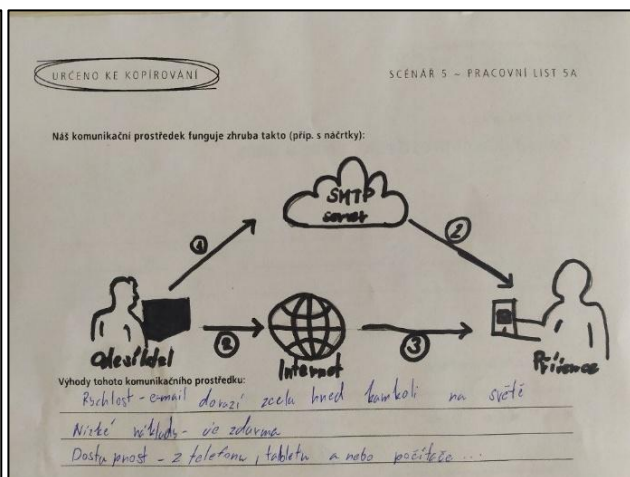 URČENO KE KOPÍROVÁNÍ
SCÉNÁŘ 5 – PRACOVNÍ LIST 5A
Náš komunikační prostředek funguje zhruba takto (příp. s náčrtky):
SMTP
server
1
2
2
3
Odesílatel
Internet
Příjemce
Výhody tohoto komunikačního prostředku:
Rychlost - e-mail dorazí zcela hned kamkoli na světě
Nízké náklady - je zdarma
Dostupnost - z telefonu, tabletu a nebo počítače...